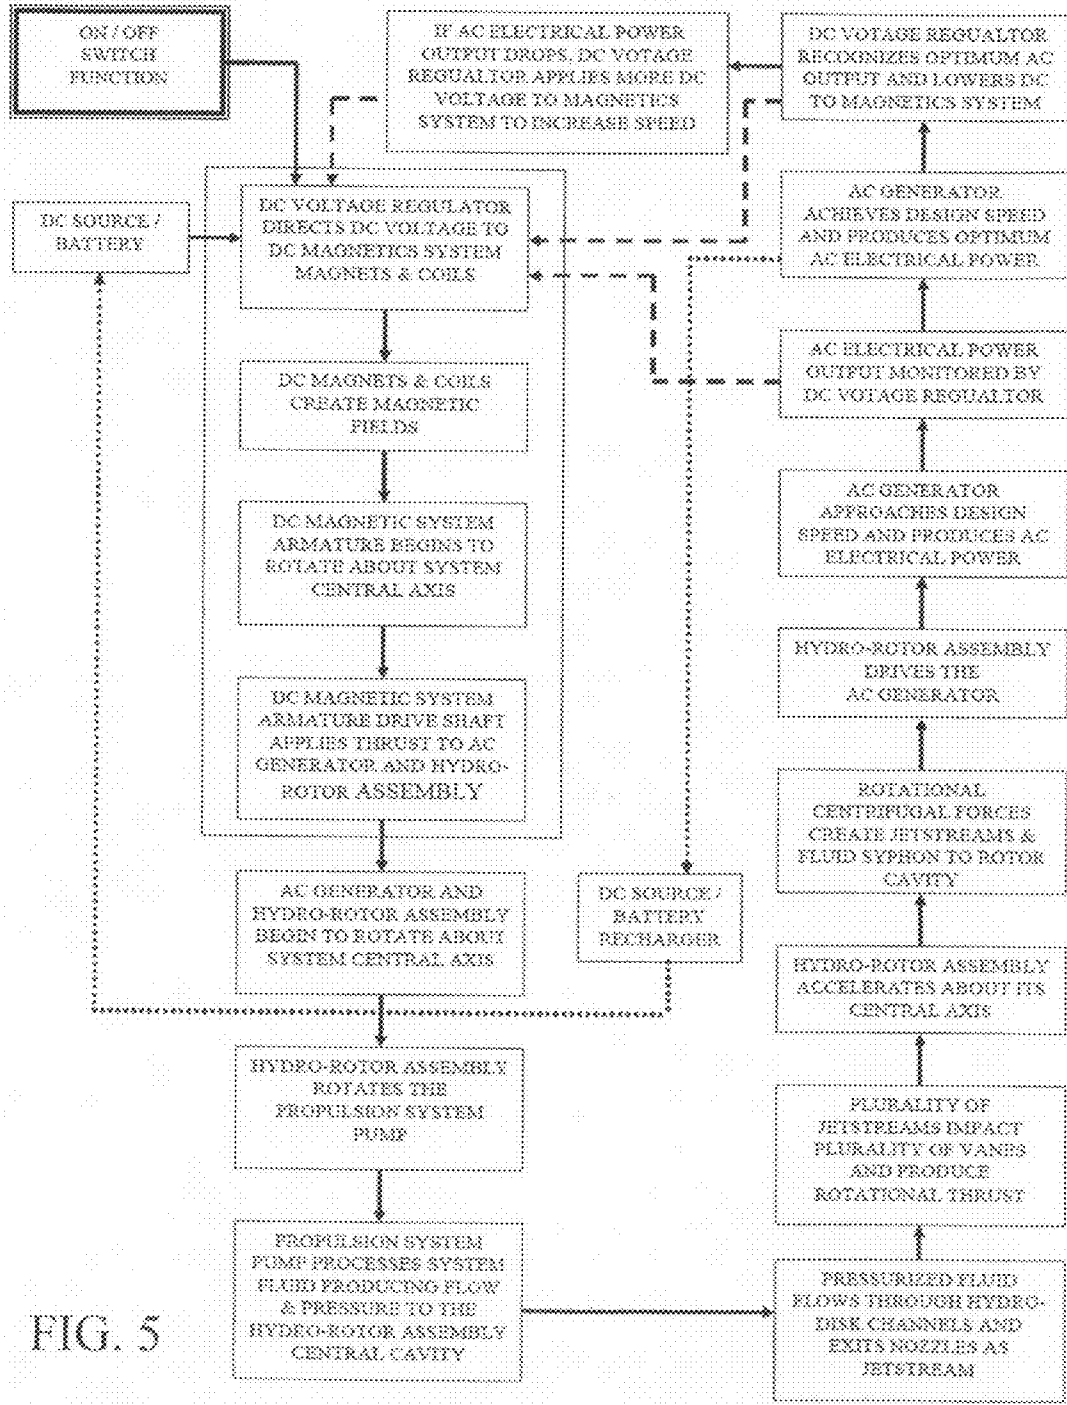 ON / OFF
SWITCH
FUNCTION
IF AC ELECTRICAL POWER
OUTPUT DROPS, DC VOTAGE
REGUALTOR APPLIES MORE DC
VOLTAGE TO MAGNETICS
SYSTEM TO INCREASE SPEED
DC VOTAGE REGUALTOR
RECOGNIZES OPTIMUM AC
OUTPUT AND LOWERS DC
TO MAGNETICS SYSTEM
DC SOURCE /
BATTERY
DC VOLTAGE REGULATOR
DIRECTS DC VOLTAGE TO
DC MAGNETICS SYSTEM
MAGNETS & COILS
AC GENERATOR
ACHIEVES DESIGN SPEED
AND PRODUCES OPTIMUM
AC ELECTRICAL POWER
DC MAGNETS & COILS
CREATE MAGNETIC
FIELDS
AC ELECTRICAL POWER
OUTPUT MONITORED BY
DC VOTAGE REGUALTOR
DC MAGNETIC SYSTEM
ARMATURE BEGINS TO
ROTATE ABOUT SYSTEM
CENTRAL AXIS
AC GENERATOR
APPROACHES DESIGN
SPEED AND PRODUCES AC
ELECTRICAL POWER
DC MAGNETIC SYSTEM
ARMATURE DRIVE SHAFT
APPLIES THRUST TO AC
GENERATOR AND HYDRO-
ROTOR ASSEMBLY
HYDRO-ROTOR ASSEMBLY
DRIVES THE
AC GENERATOR
ROTATIONAL
CENTRIFUGAL FORCES
CREATE JETSTREAMS &
FLUID SYPHON TO ROTOR
CAVITY
AC GENERATOR AND
HYDRO-ROTOR ASSEMBLY
BEGIN TO ROTATE ABOUT
SYSTEM CENTRAL AXIS
DC SOURCE /
BATTERY
RECHARGER
HYDRO-ROTOR ASSEMBLY
ACCELERATES ABOUT ITS
CENTRAL AXIS
HYDRO-ROTOR ASSEMBLY
ROTATES THE
PROPULSION SYSTEM
PUMP
PLURALITY OF
JETSTREAMS IMPACT
PLURALITY OF VANES
AND PRODUCE
ROTATIONAL THRUST
PROPULSION SYSTEM
PUMP PROCESSES SYSTEM
FLUID PRODUCING FLOW
& PRESSURE TO THE
HYDRO-ROTOR ASSEMBLY
CENTRAL CAVITY
PRESSURIZED FLUID
FLOWS THROUGH HYDRO-
DISK CHANNELS AND
EXITS NOZZLES AS
JETSTREAM
FIG. 5